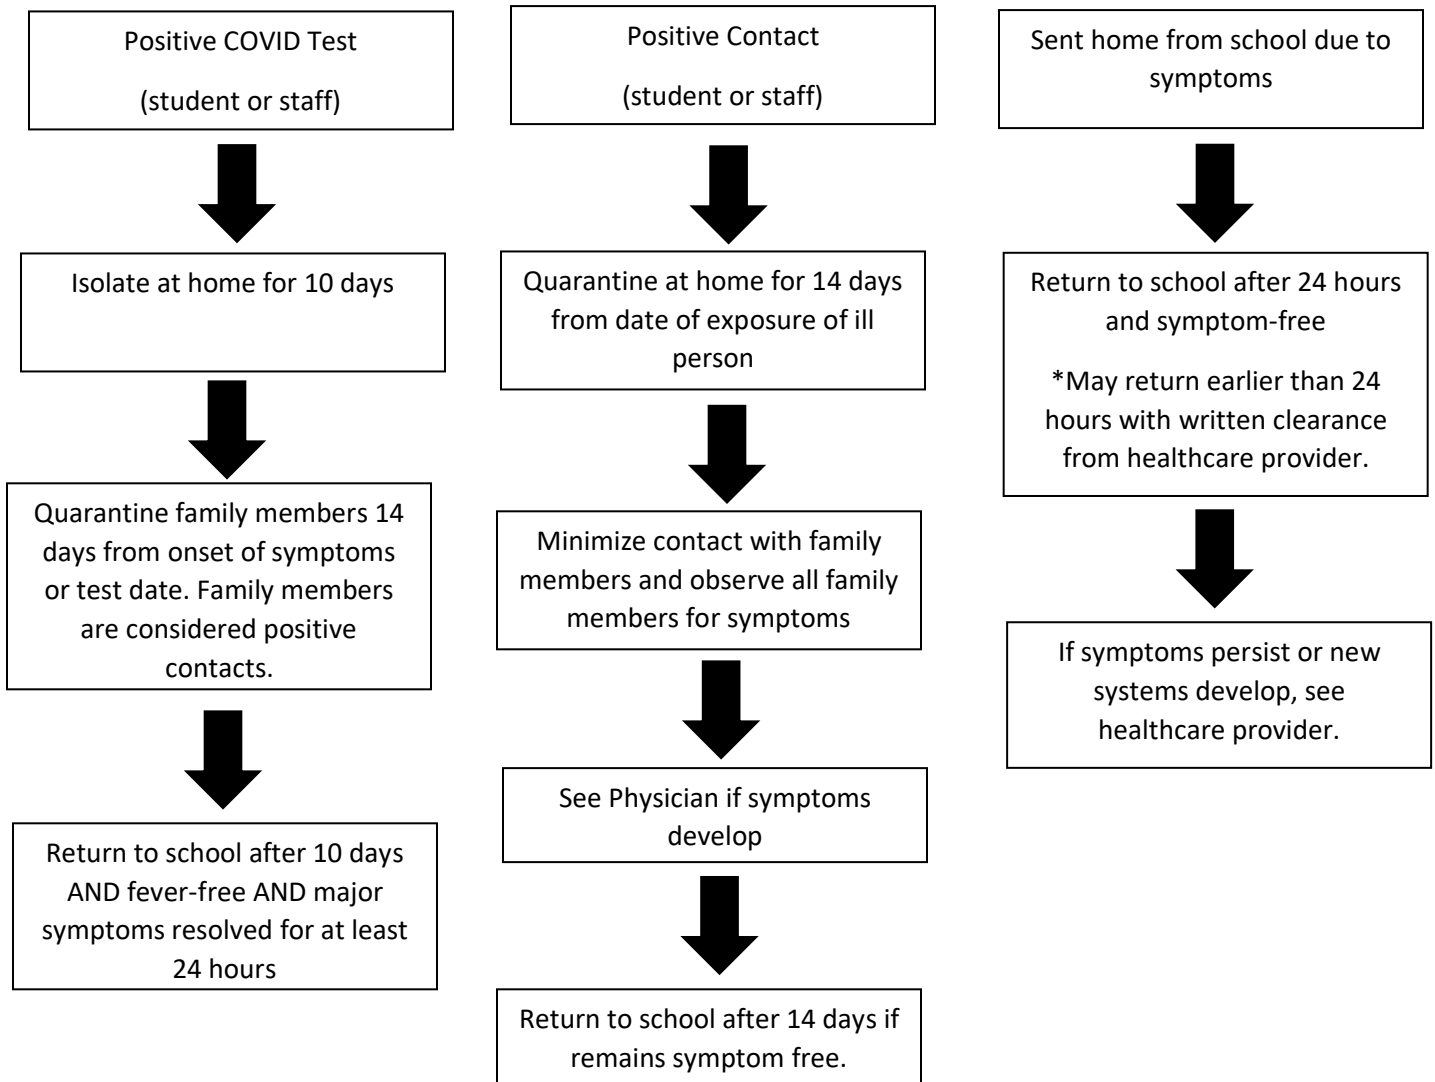 Positive COVID Test
(student or staff)
Isolate at home for 10 days
Quarantine family members 14
days from onset of symptoms
or test date. Family members
are considered positive
contacts.
Return to school after 10 days
AND fever-free AND major
symptoms resolved for at least
24 hours
Positive Contact
(student or staff)
Quarantine at home for 14 days
from date of exposure of ill
person
Minimize contact with family
members and observe all family
members for symptoms
See Physician if symptoms
develop
Return to school after 14 days if
remains symptom free.
Sent home from school due to
symptoms
Return to school after 24 hours
and symptom-free
*May return earlier than 24
hours with written clearance
from healthcare provider.
If symptoms persist or new
systems develop, see
healthcare provider.